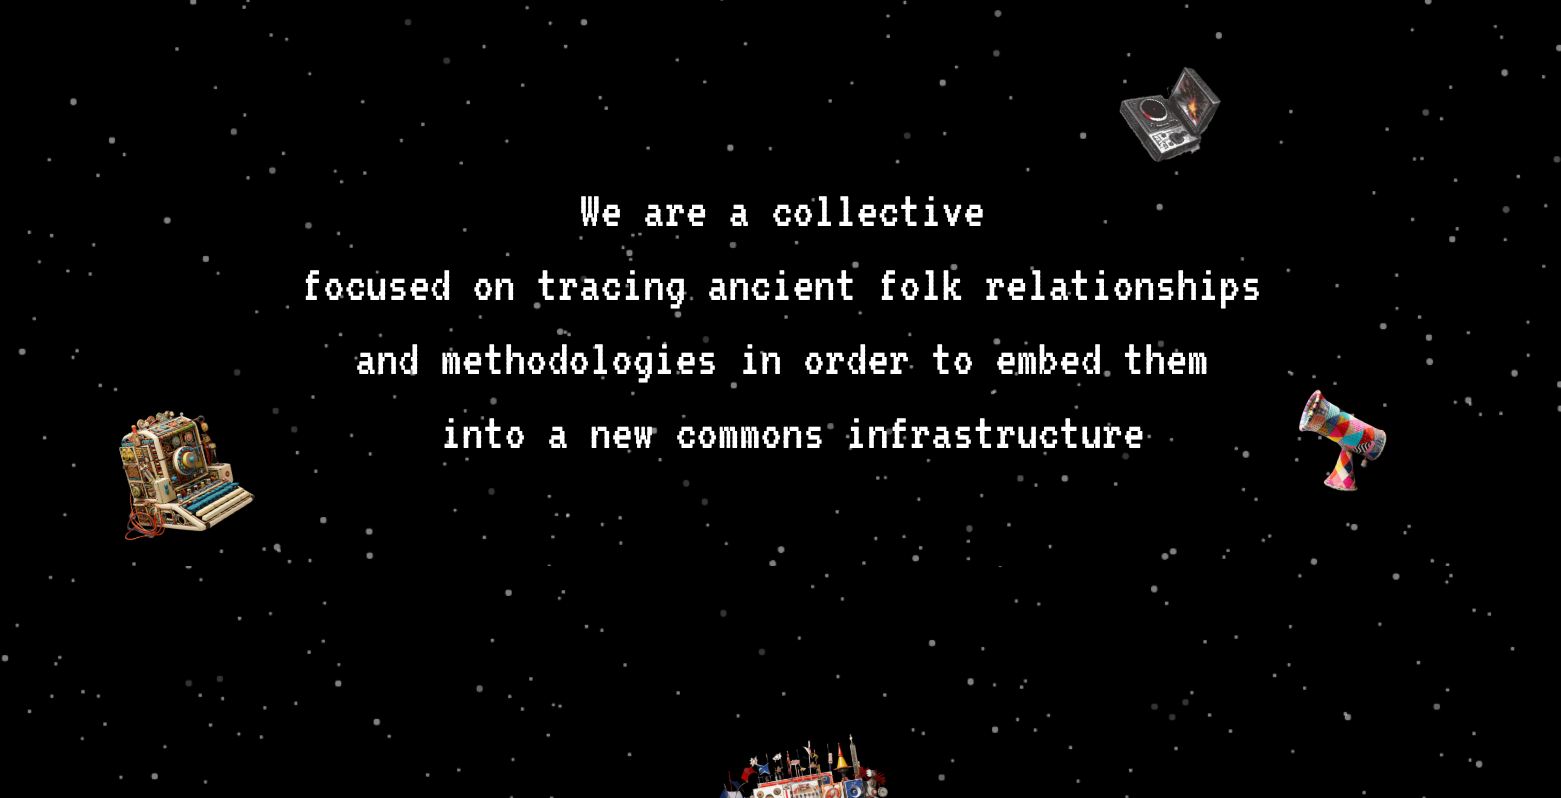 We are a collective
focused on tracing ancient folk relationships
and methodologies in order to embed them
into a new commons infrastructure